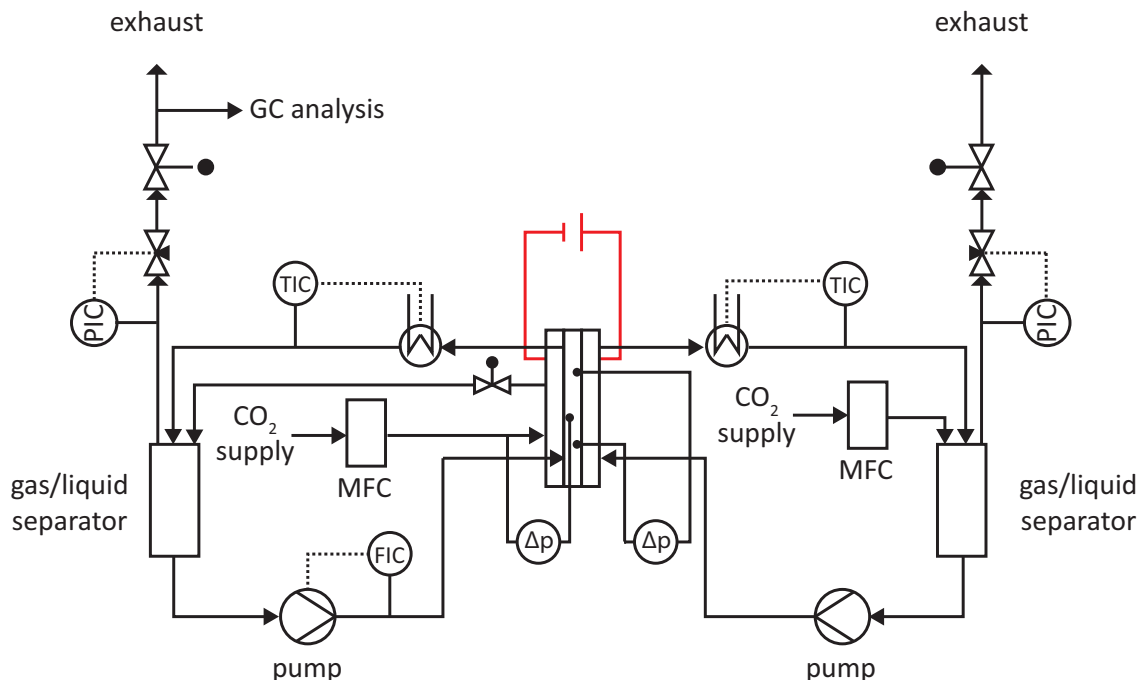 exhaust
exhaust
GC analysis
TIC
TIC
PIC
PIC
CO₂
supply
MFC
CO₂
supply
MFC
gas/liquid
separator
gas/liquid
separator
Δp
Δp
FIC
pump
pump